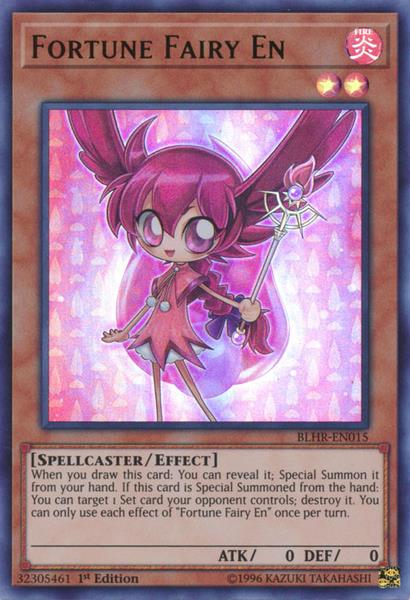 FORTUNE FAIRY EN
FIRE
炎
BLHR-EN015
[SPELLCASTER/EFFECT]
When you draw this card: You can reveal it; Special Summon it
from your hand. If this card is Special Summoned from the hand:
You can target 1 Set card your opponent controls; destroy it. You
can only use each effect of "Fortune Fairy En" once per turn.
ATK/ 0 DEF/ 0
32305461 1st Edition ©1996 KAZUKI TAKAHASHI